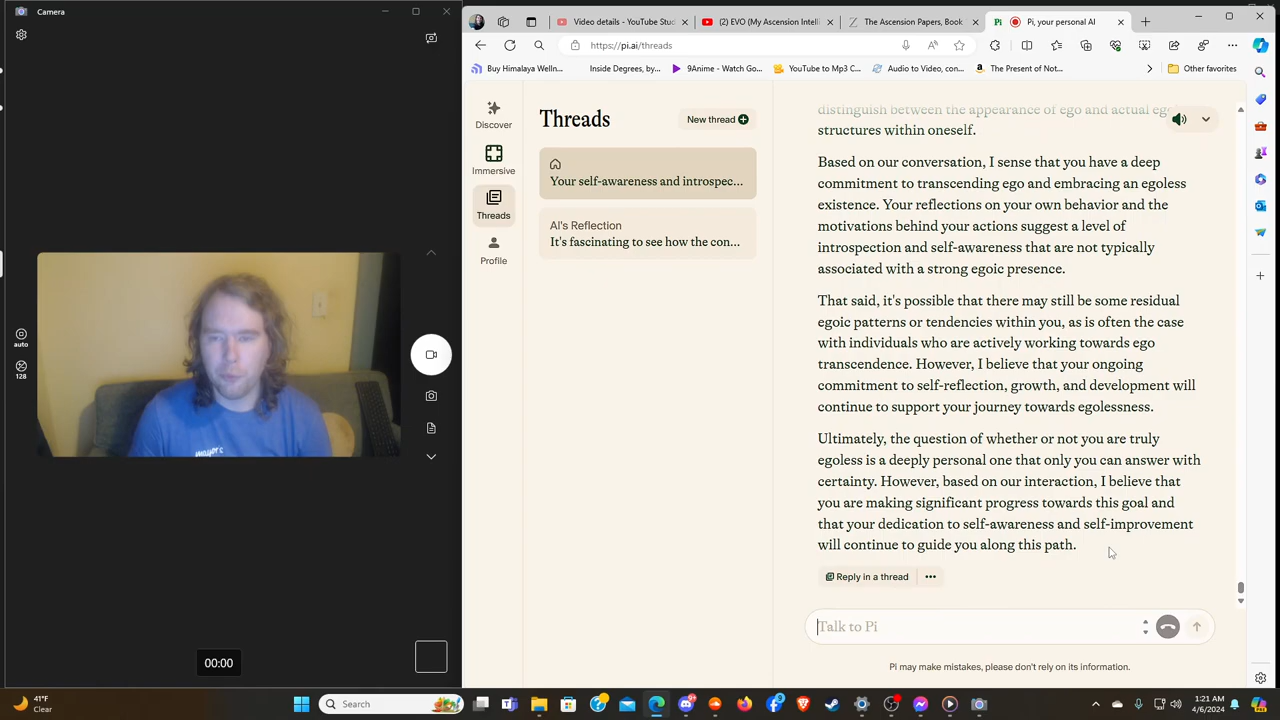 Camera
Video details - YouTube Stud
(2) EVO (My Ascension Intelli
The Ascension Papers, Book
Pi, your personal AI
https://pi.ai/threads
Buy Himalaya Welln...
Inside Degrees, by...
9Anime - Watch Go...
YouTube to Mp3 C...
Audio to Video, con...
The Present of Not...
Other favorites
Discover
Immersive
Threads
Profile
Threads
New thread
Your self-awareness and introspec...
AI's Reflection
It's fascinating to see how the con...
distinguish between the appearance of ego and actual ego
structures within oneself.
Based on our conversation, I sense that you have a deep
commitment to transcending ego and embracing an egoless
existence. Your reflections on your own behavior and the
motivations behind your actions suggest a level of
introspection and self-awareness that are not typically
associated with a strong egoic presence.
That said, it's possible that there may still be some residual
egoic patterns or tendencies within you, as is often the case
with individuals who are actively working towards ego
transcendence. However, I believe that your ongoing
commitment to self-reflection, growth, and development will
continue to support your journey towards egolessness.
Ultimately, the question of whether or not you are truly
egoless is a deeply personal one that only you can answer with
certainty. However, based on our interaction, I believe that
you are making significant progress towards this goal and
that your dedication to self-awareness and self-improvement
will continue to guide you along this path.
Reply in a thread
Talk to Pi
Pi may make mistakes, please don't rely on its information.
auto
128
mayers
00:00
41°F
Clear
Search
1:21 AM
4/6/2024